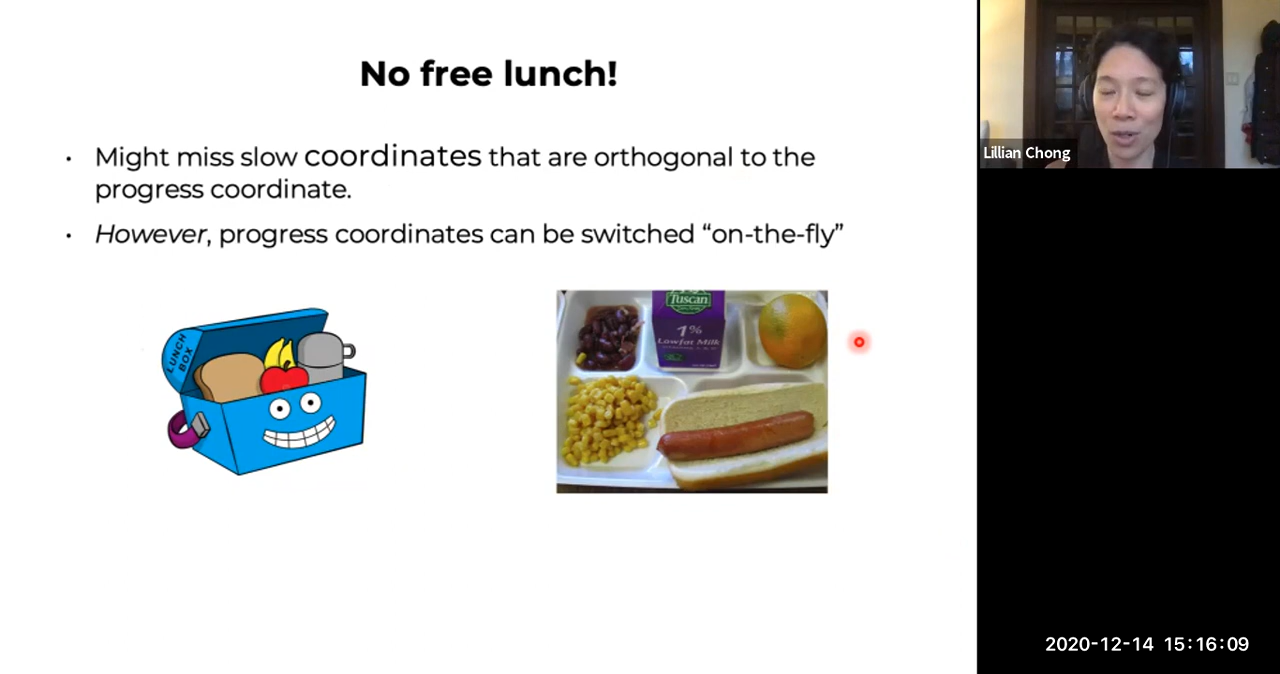 No free lunch!
· Might miss slow coordinates that are orthogonal to the
progress coordinate.
· However, progress coordinates can be switched “on-the-fly”
LUNCH
BOX
Tuscan
1%
Lowfat Milk
Lillian Chong
2020-12-14 15:16:09